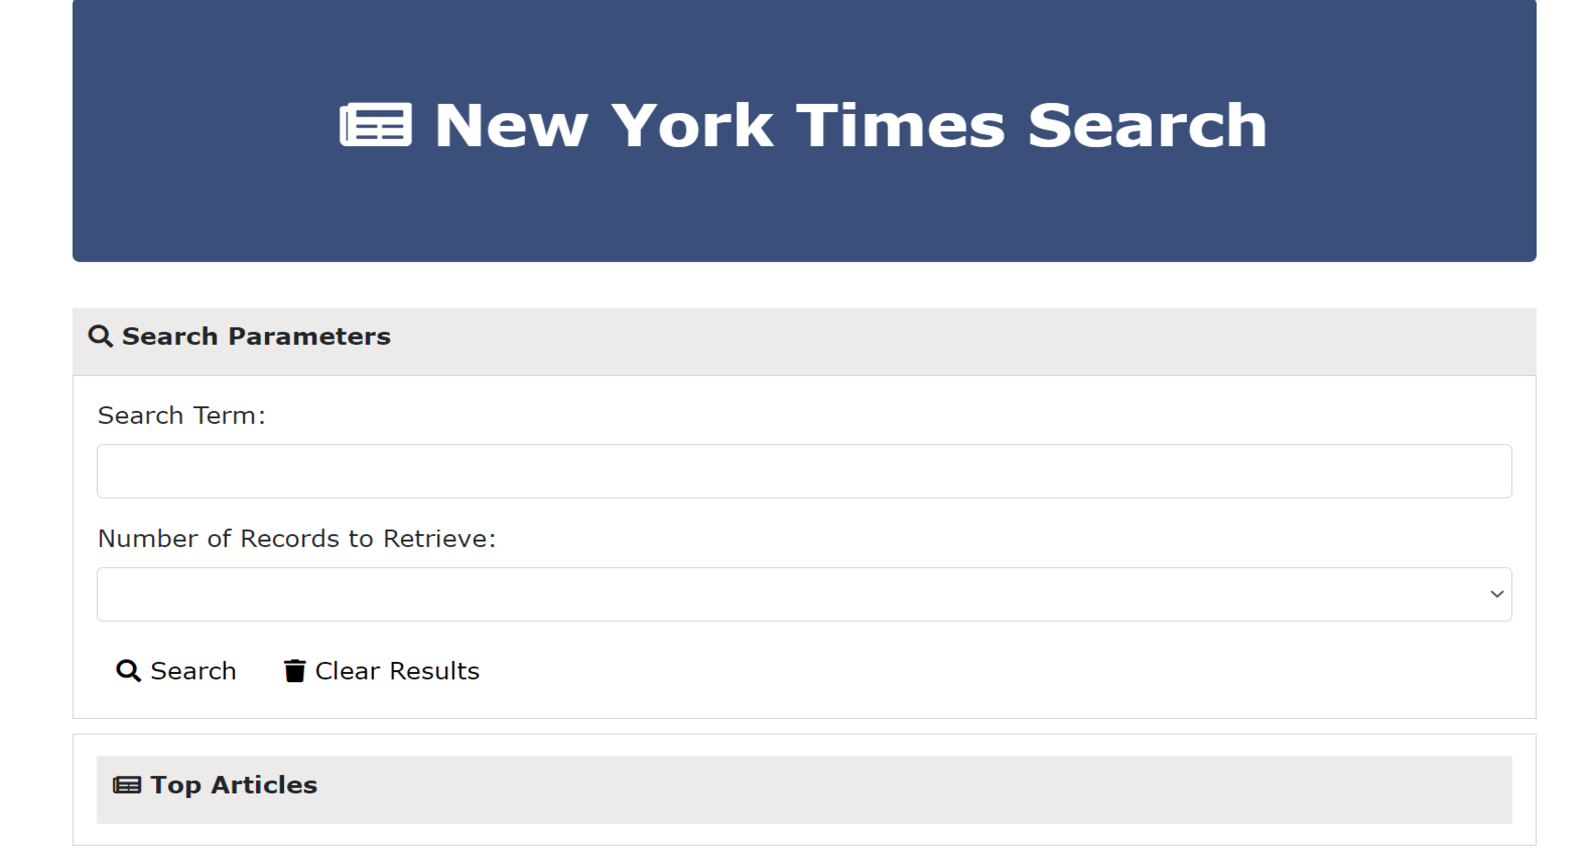 New York Times Search
Search Parameters
Search Term:
Number of Records to Retrieve:
Search Clear Results
Top Articles